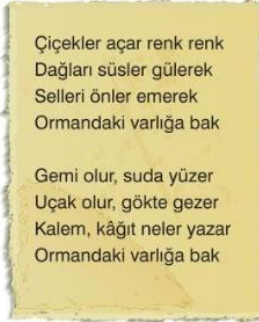 Çiçekler açar renk renk
Dağları süsler gülerek
Selleri önler emerek
Ormandaki varlığa bak
Gemi olur, suda yüzer
Uçak olur, gökte gezer
Kalem, kâğıt neler yazar
Ormandaki varlığa bak